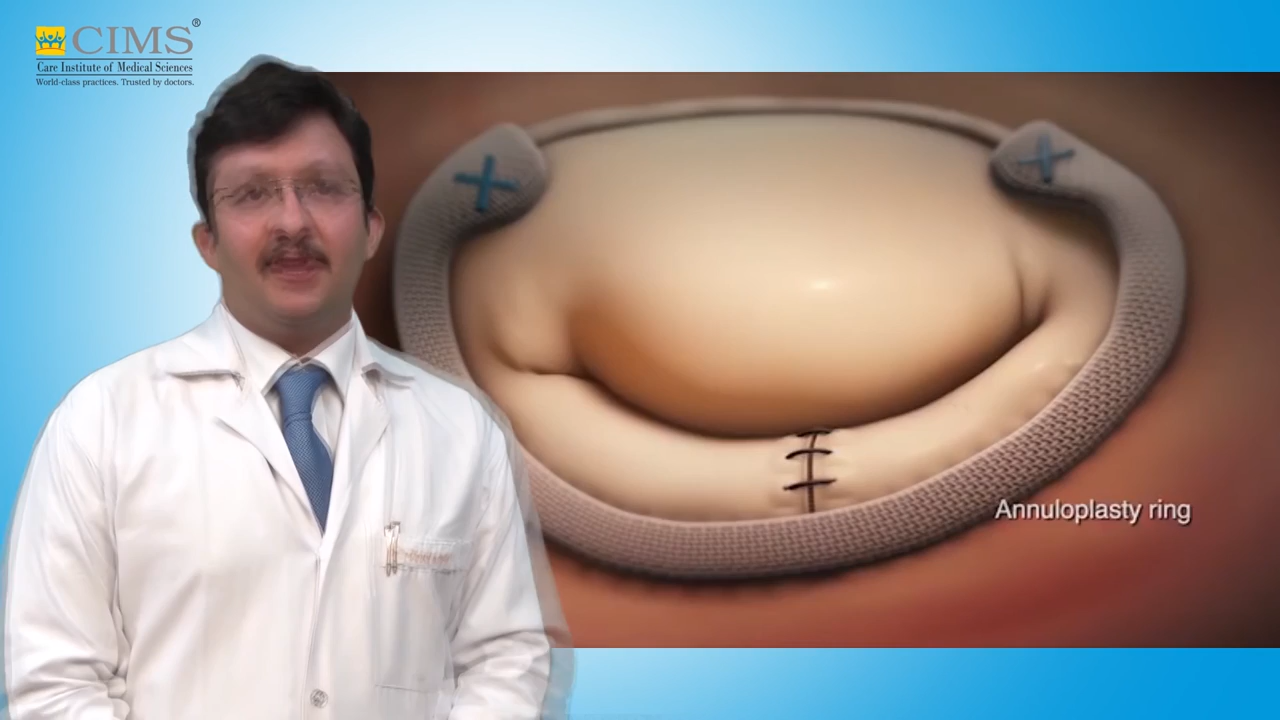 CIMS®
Care Institute of Medical Sciences
World-class practices. Trusted by doctors.
Annuloplasty ring